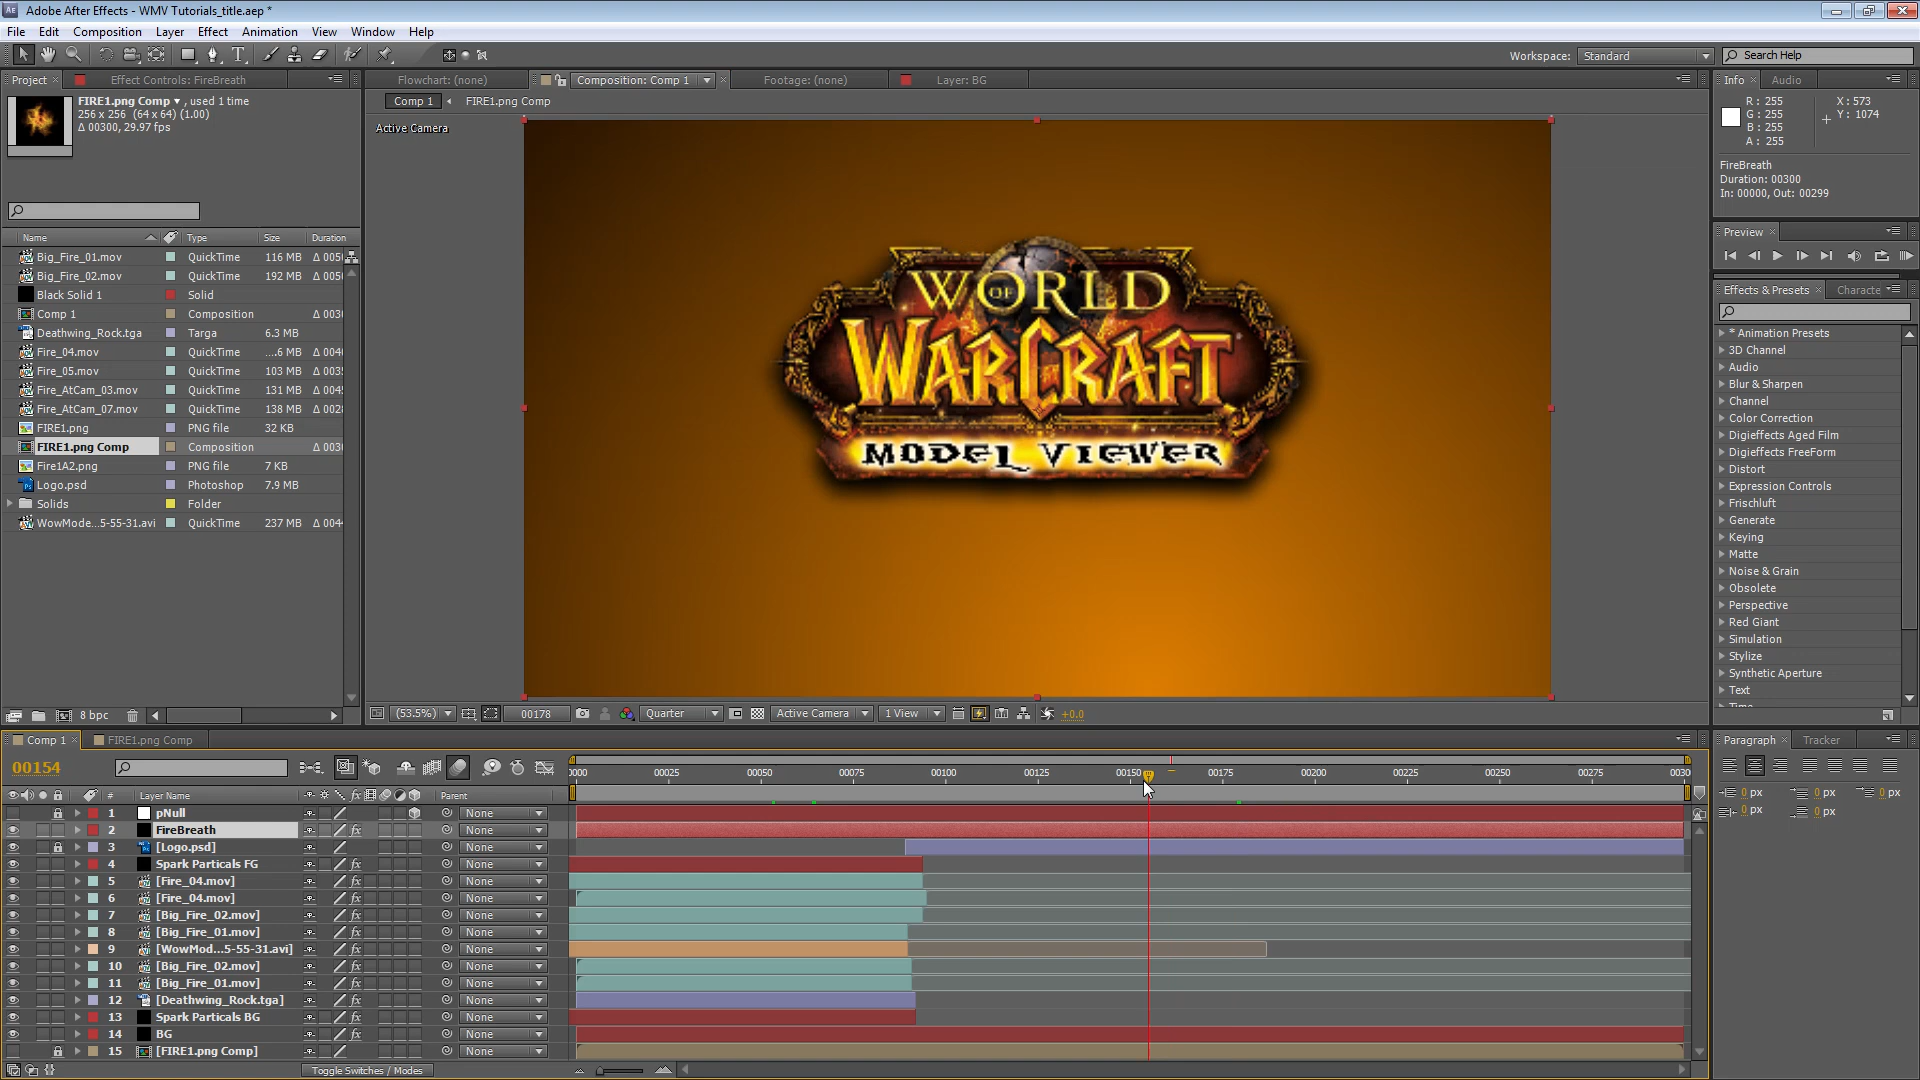 Adobe After Effects - WMV Tutorials_title.aep *
File Edit Composition Layer Effect Animation View Window Help
Workspace: Standard Search Help
Project Effect Controls: FireBreath
Flowchart: (none) Composition: Comp 1 Footage: (none) Layer: BG
Info Audio
FIRE1.png Comp , used 1 time
256 x 256 (64 x 64) (1.00)
Δ 00300, 29.97 fps
Comp 1 FIRE1.png Comp
Active Camera
R : 255
G : 255
B : 255
A : 255
X : 573
Y : 1074
FireBreath
Duration: 00300
In: 00000, Out: 00299
Preview
Effects & Presets Characte
Name Type Size Duration
Big_Fire_01.mov QuickTime 116 MB Δ 005
Big_Fire_02.mov QuickTime 192 MB Δ 005
Black Solid 1 Solid
Comp 1 Composition Δ 003
Deathwing_Rock.tga Targa 6.3 MB
Fire_04.mov QuickTime ....6 MB Δ 004
Fire_05.mov QuickTime 103 MB Δ 003
Fire_AtCam_03.mov QuickTime 131 MB Δ 004
Fire_AtCam_07.mov QuickTime 138 MB Δ 002
FIRE1.png PNG file 32 KB
FIRE1.png Comp Composition Δ 003
Fire1A2.png PNG file 7 KB
Logo.psd Photoshop 7.9 MB
Solids Folder
WowMode...5-55-31.avi QuickTime 237 MB Δ 004
8 bpc
WORLD
OF
WARCRAFT
MODEL VIEWER
* Animation Presets
3D Channel
Audio
Blur & Sharpen
Channel
Color Correction
Digieffects Aged Film
Digieffects FreeForm
Distort
Expression Controls
Frischluft
Generate
Keying
Matte
Noise & Grain
Obsolete
Perspective
Red Giant
Simulation
Stylize
Synthetic Aperture
Text
Time
(53.5%) 00178 Quarter Active Camera 1 View +0.0
Comp 1 FIRE1.png Comp
Paragraph Tracker
00154
0000 00025 00050 00075 00100 00125 00150 00175 00200 00225 00250 00275 0030
0 px 0 px 0 px
0 px 0 px
# Layer Name Parent
1 pNull None
2 FireBreath None
3 [Logo.psd] None
4 Spark Particals FG None
5 [Fire_04.mov] None
6 [Fire_04.mov] None
7 [Big_Fire_02.mov] None
8 [Big_Fire_01.mov] None
9 [WowMod...5-55-31.avi] None
10 [Big_Fire_02.mov] None
11 [Big_Fire_01.mov] None
12 [Deathwing_Rock.tga] None
13 Spark Particals BG None
14 BG None
15 [FIRE1.png Comp] None
Toggle Switches / Modes